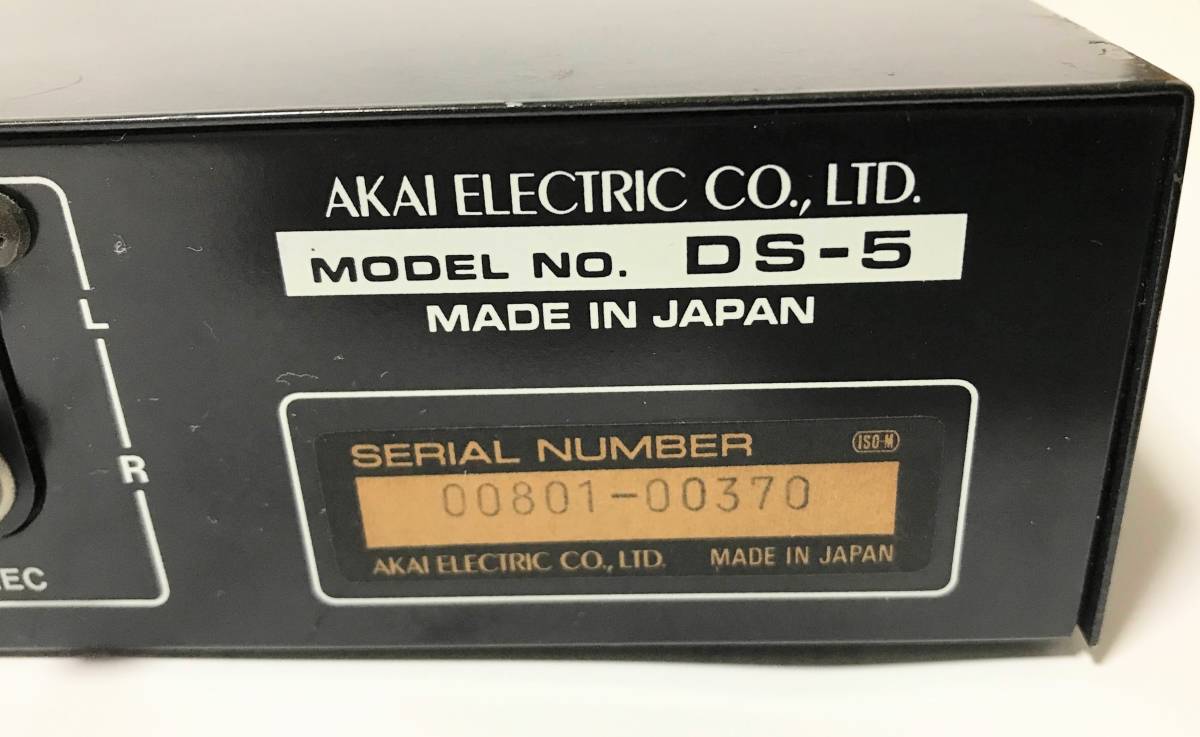 AKAI ELECTRIC CO., LTD.
MODEL NO. DS-5
MADE IN JAPAN
L
R
EC
SERIAL NUMBER ISO-M
00801-00370
AKAI ELECTRIC CO., LTD. MADE IN JAPAN